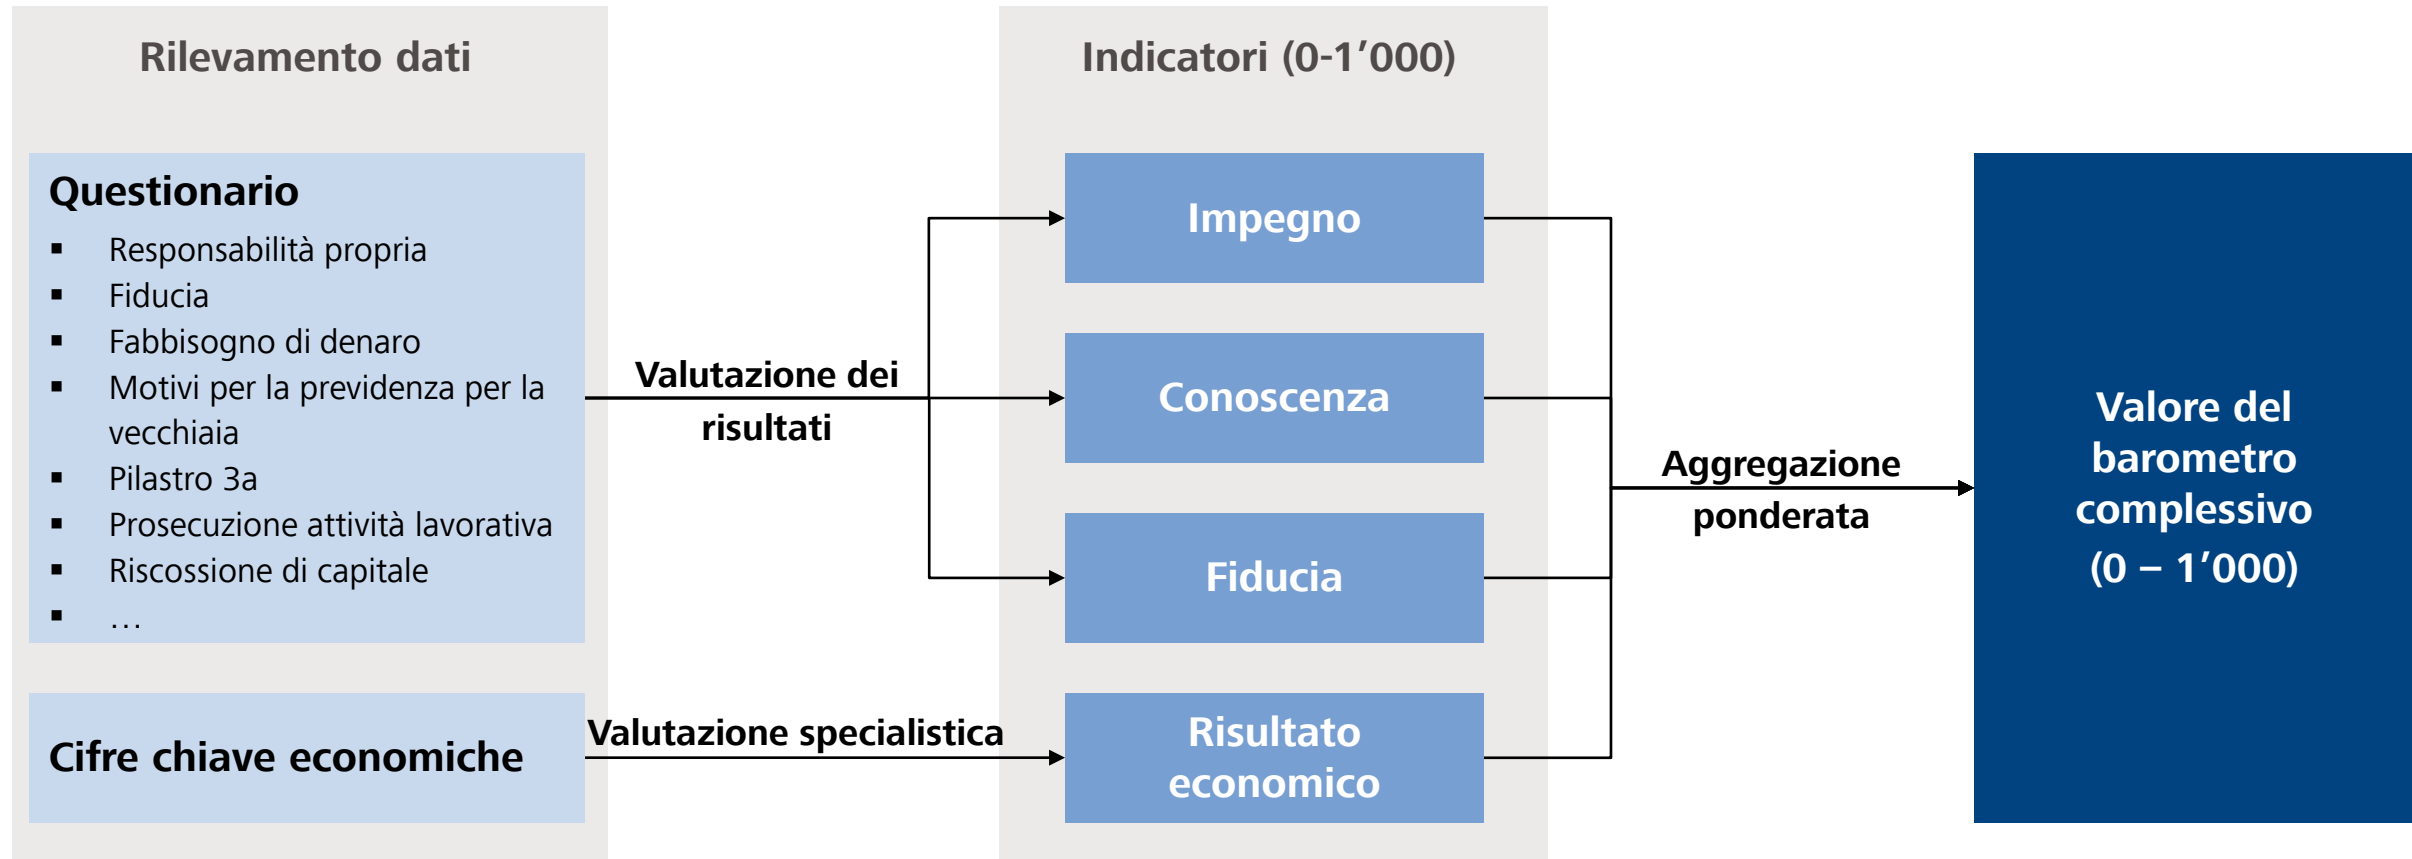 Rilevamento dati
Questionario
▪ Responsabilità propria
▪ Fiducia
▪ Fabbisogno di denaro
▪ Motivi per la previdenza per la
vecchiaia
▪ Pilastro 3a
▪ Prosecuzione attività lavorativa
▪ Riscossione di capitale
▪ …
Cifre chiave economiche
Valutazione dei
risultati
Valutazione specialistica
Indicatori (0-1’000)
Impegno
Conoscenza
Fiducia
Risultato
economico
Aggregazione
ponderata
Valore del
barometro
complessivo
(0 – 1’000)